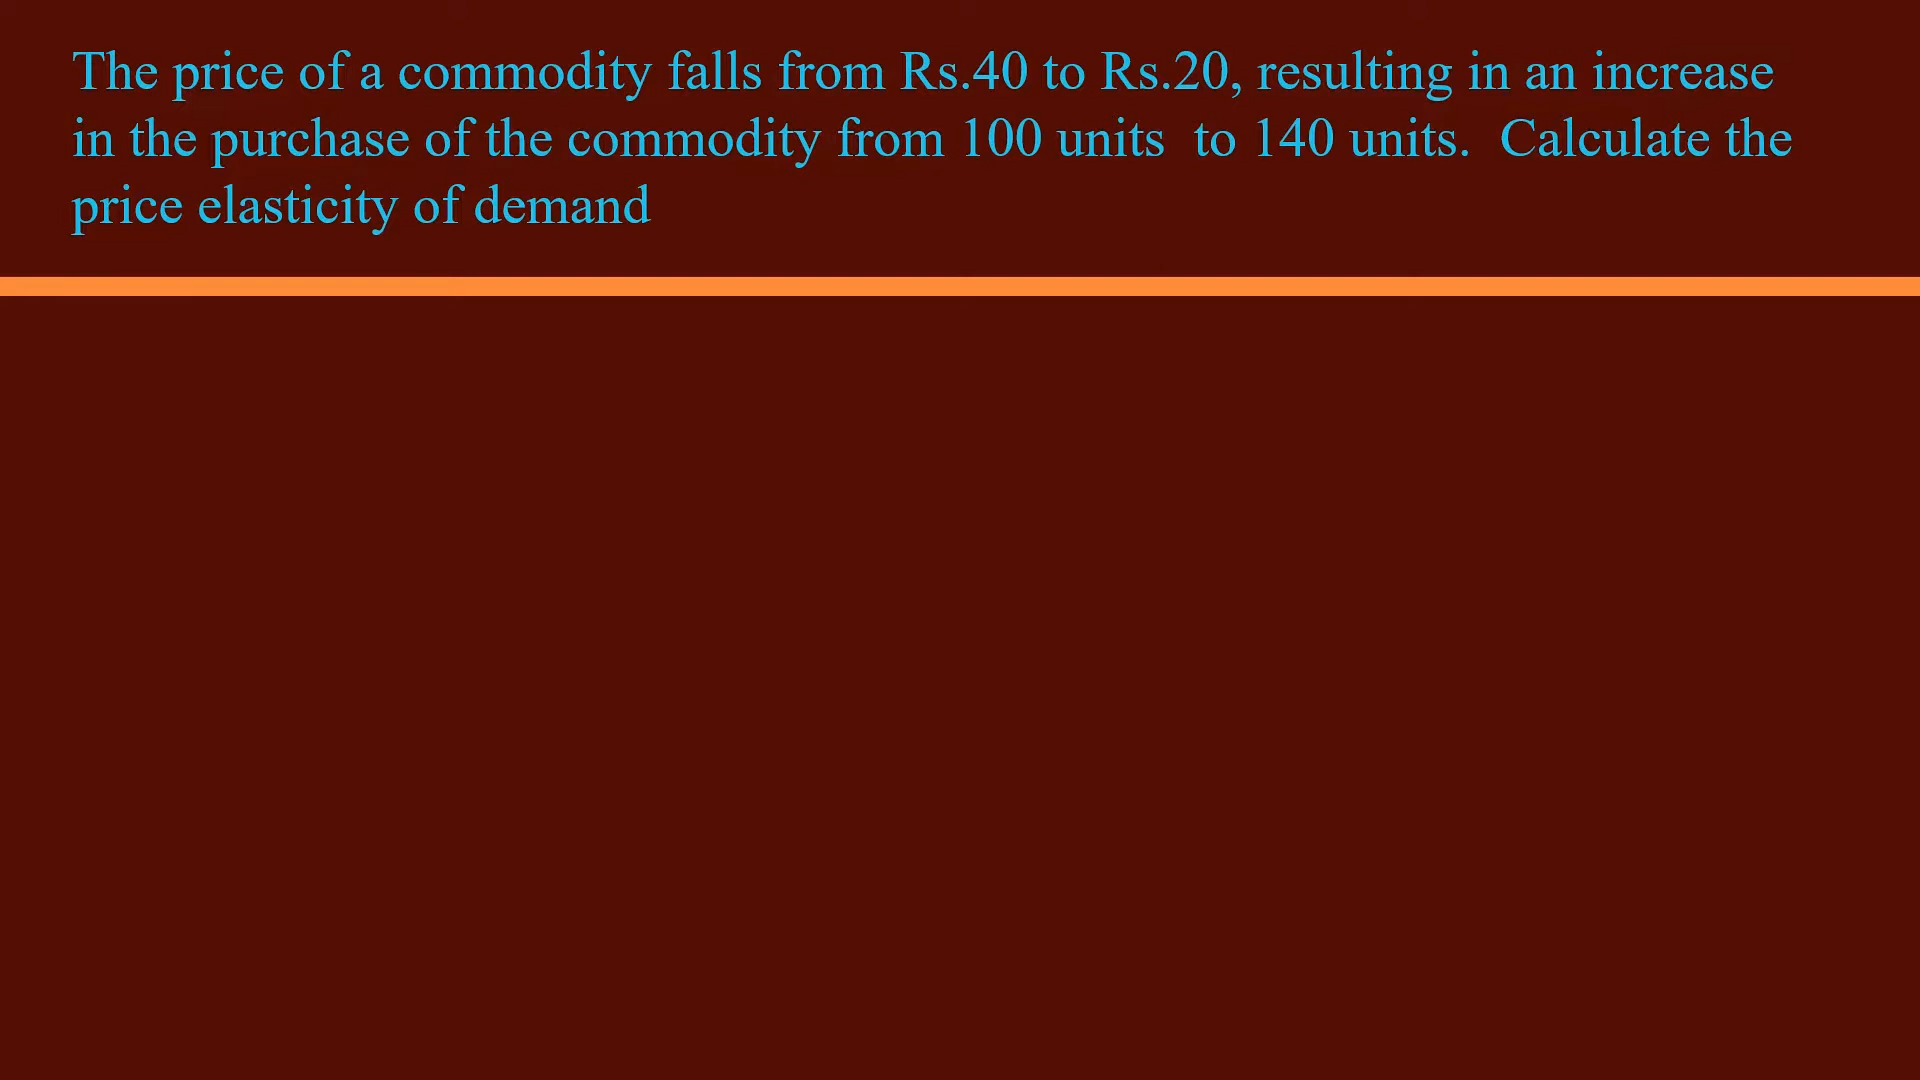 The price of a commodity falls from Rs.40 to Rs.20, resulting in an increase
in the purchase of the commodity from 100 units  to 140 units.  Calculate the
price elasticity of demand